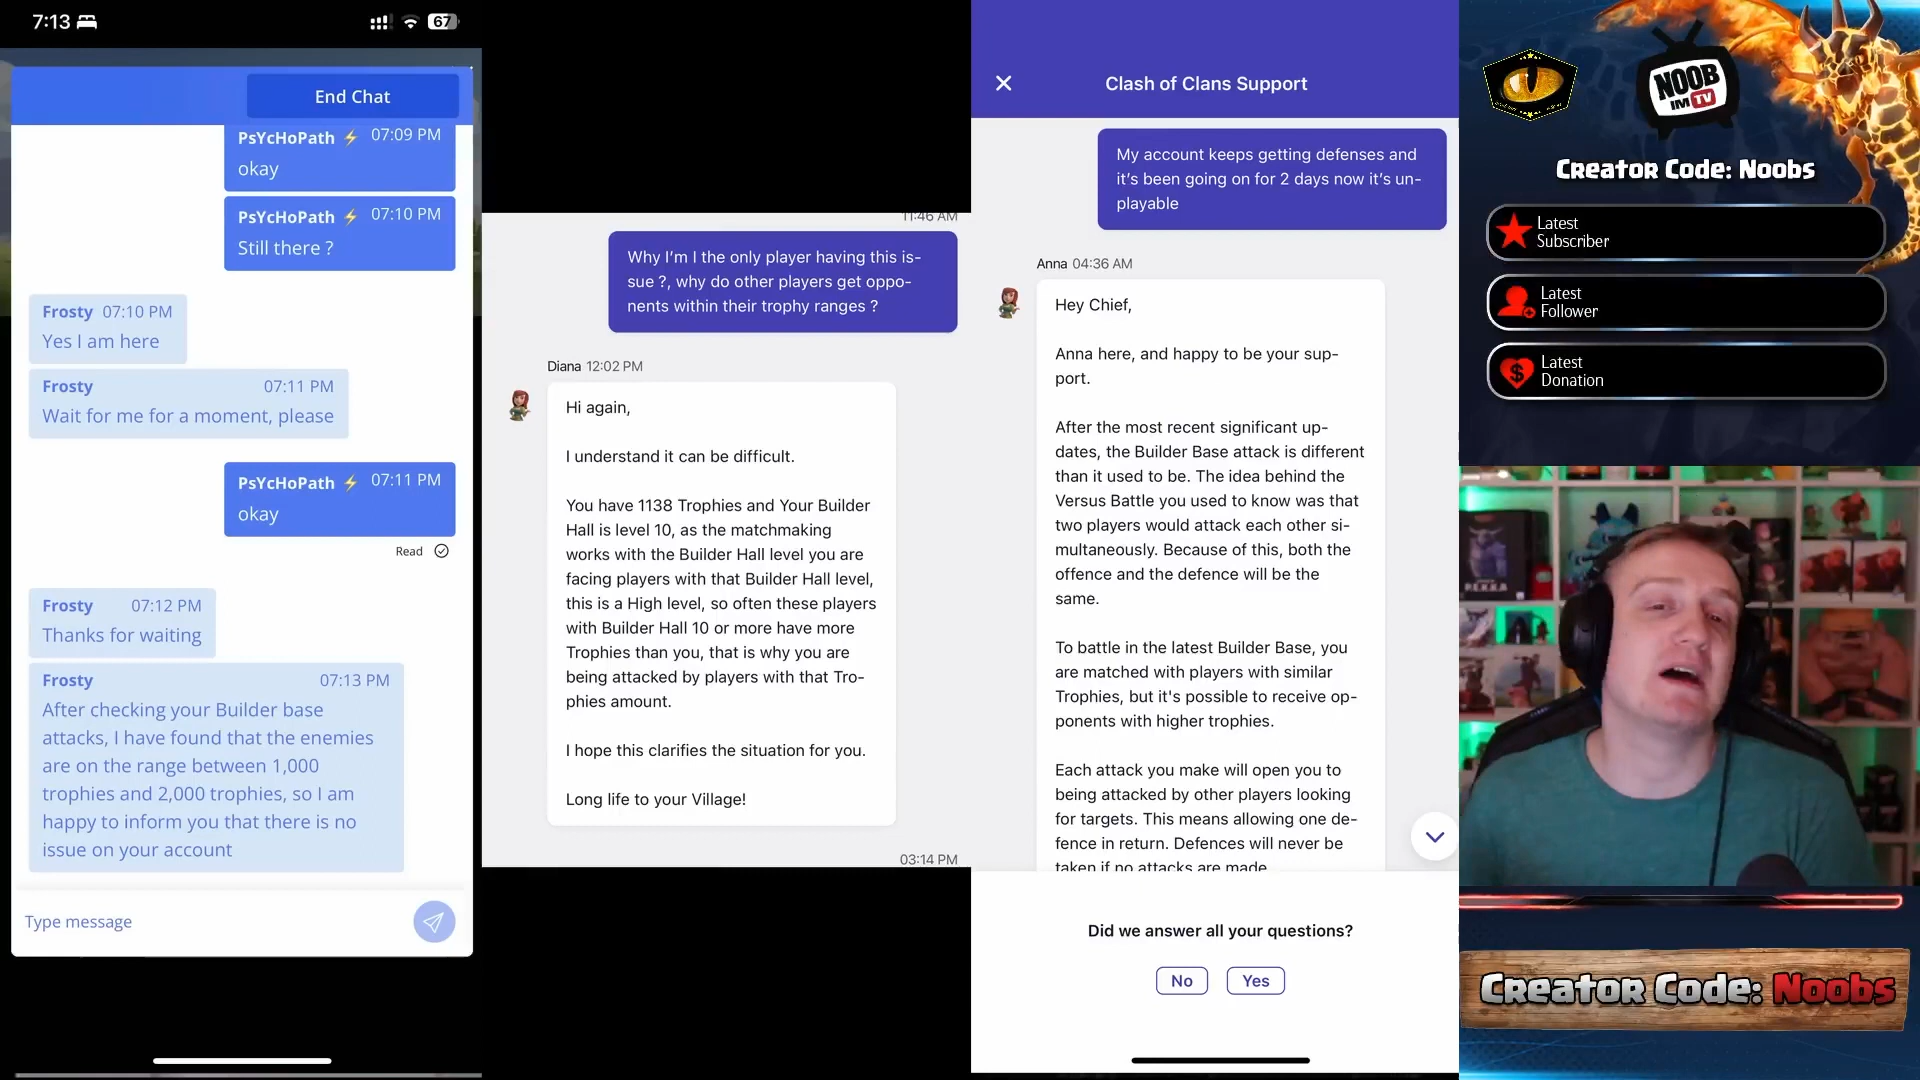 7:13
67
End Chat
PsYcHoPath ⚡ 07:09 PM
okay
PsYcHoPath ⚡ 07:10 PM
Still there ?
Frosty 07:10 PM
Yes I am here
Frosty 07:11 PM
Wait for me for a moment, please
PsYcHoPath ⚡ 07:11 PM
okay
Read
Frosty 07:12 PM
Thanks for waiting
Frosty 07:13 PM
After checking your Builder base
attacks, I have found that the enemies
are on the range between 1,000
trophies and 2,000 trophies, so I am
happy to inform you that there is no
issue on your account
Type message
11:46 AM
Why I'm I the only player having this is-
sue ?, why do other players get oppo-
nents within their trophy ranges ?
Diana 12:02 PM
Hi again,
I understand it can be difficult.
You have 1138 Trophies and Your Builder
Hall is level 10, as the matchmaking
works with the Builder Hall level you are
facing players with that Builder Hall level,
this is a High level, so often these players
with Builder Hall 10 or more have more
Trophies than you, that is why you are
being attacked by players with that Tro-
phies amount.
I hope this clarifies the situation for you.
Long life to your Village!
03:14 PM
Clash of Clans Support
My account keeps getting defenses and
it's been going on for 2 days now it's un-
playable
Anna 04:36 AM
Hey Chief,
Anna here, and happy to be your sup-
port.
After the most recent significant up-
dates, the Builder Base attack is different
than it used to be. The idea behind the
Versus Battle you used to know was that
two players would attack each other si-
multaneously. Because of this, both the
offence and the defence will be the
same.
To battle in the latest Builder Base, you
are matched with players with similar
Trophies, but it's possible to receive op-
ponents with higher trophies.
Each attack you make will open you to
being attacked by other players looking
for targets. This means allowing one de-
fence in return. Defences will never be
taken if no attacks are made.
Did we answer all your questions?
No
Yes
NOOB
IM TV
Creator Code: Noobs
Latest
Subscriber
Latest
Follower
Latest
Donation
PEKKA
Creator Code: Noobs